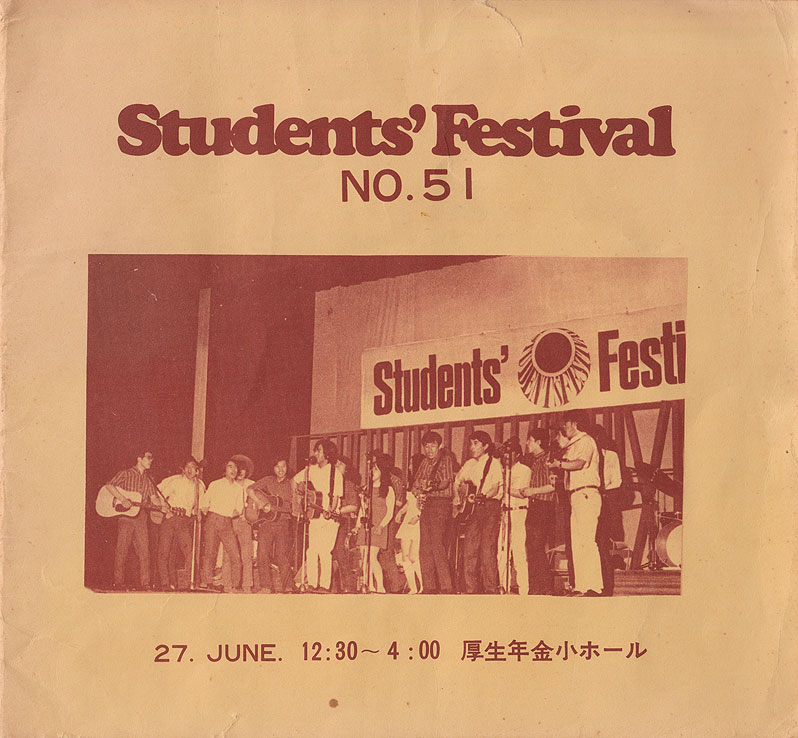 Students' Festival
NO. 51
Students' Festi
27. JUNE. 12:30～4:00 厚生年金小ホール